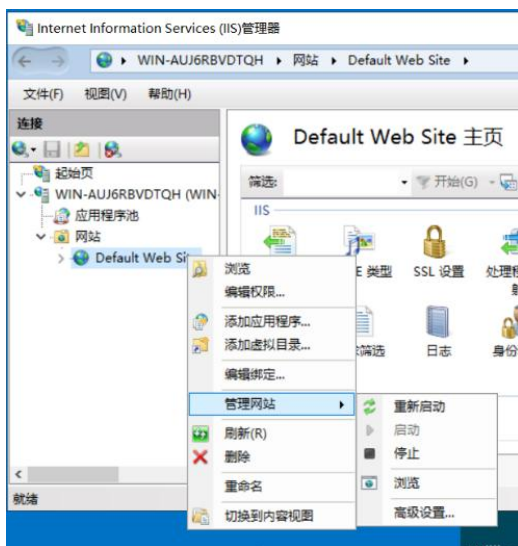 Internet Information Services (IIS)管理器
WIN-AUJ6RBVDTQH 网站 Default Web Site
文件(F) 视图(V) 帮助(H)
连接
起始页
WIN-AUJ6RBVDTQH (WIN-
应用程序池
网站
Default Web Si
Default Web Site 主页
筛选: 开始(G)
IIS
E 类型 SSL 设置 处理程
筛选 日志 身份
浏览
编辑权限...
添加应用程序...
添加虚拟目录...
编辑绑定...
管理网站
刷新(R)
删除
重命名
切换到内容视图
重新启动
启动
停止
浏览
高级设置...
就绪